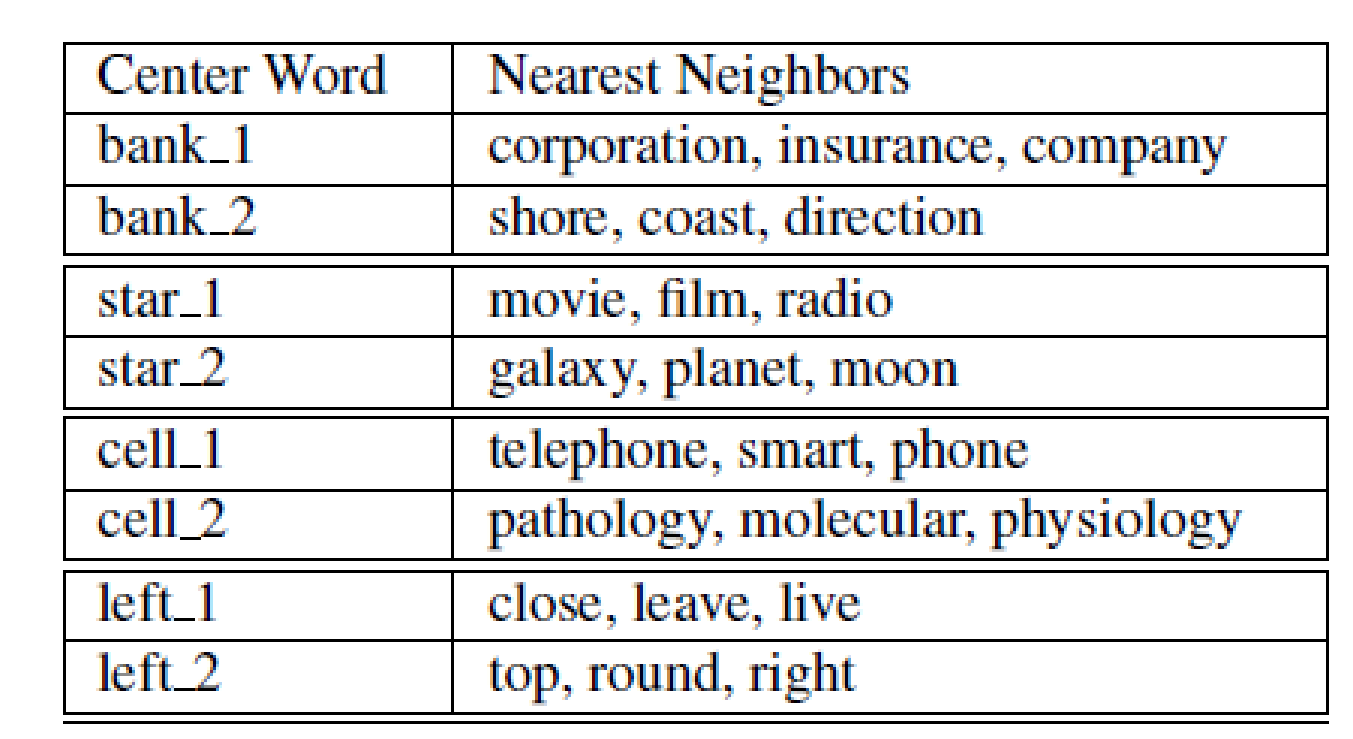 Center Word Nearest Neighbors
bank_1 corporation, insurance, company
bank_2 shore, coast, direction
star_1 movie, film, radio
star_2 galaxy, planet, moon
cell_1 telephone, smart, phone
cell_2 pathology, molecular, physiology
left_1 close, leave, live
left_2 top, round, right